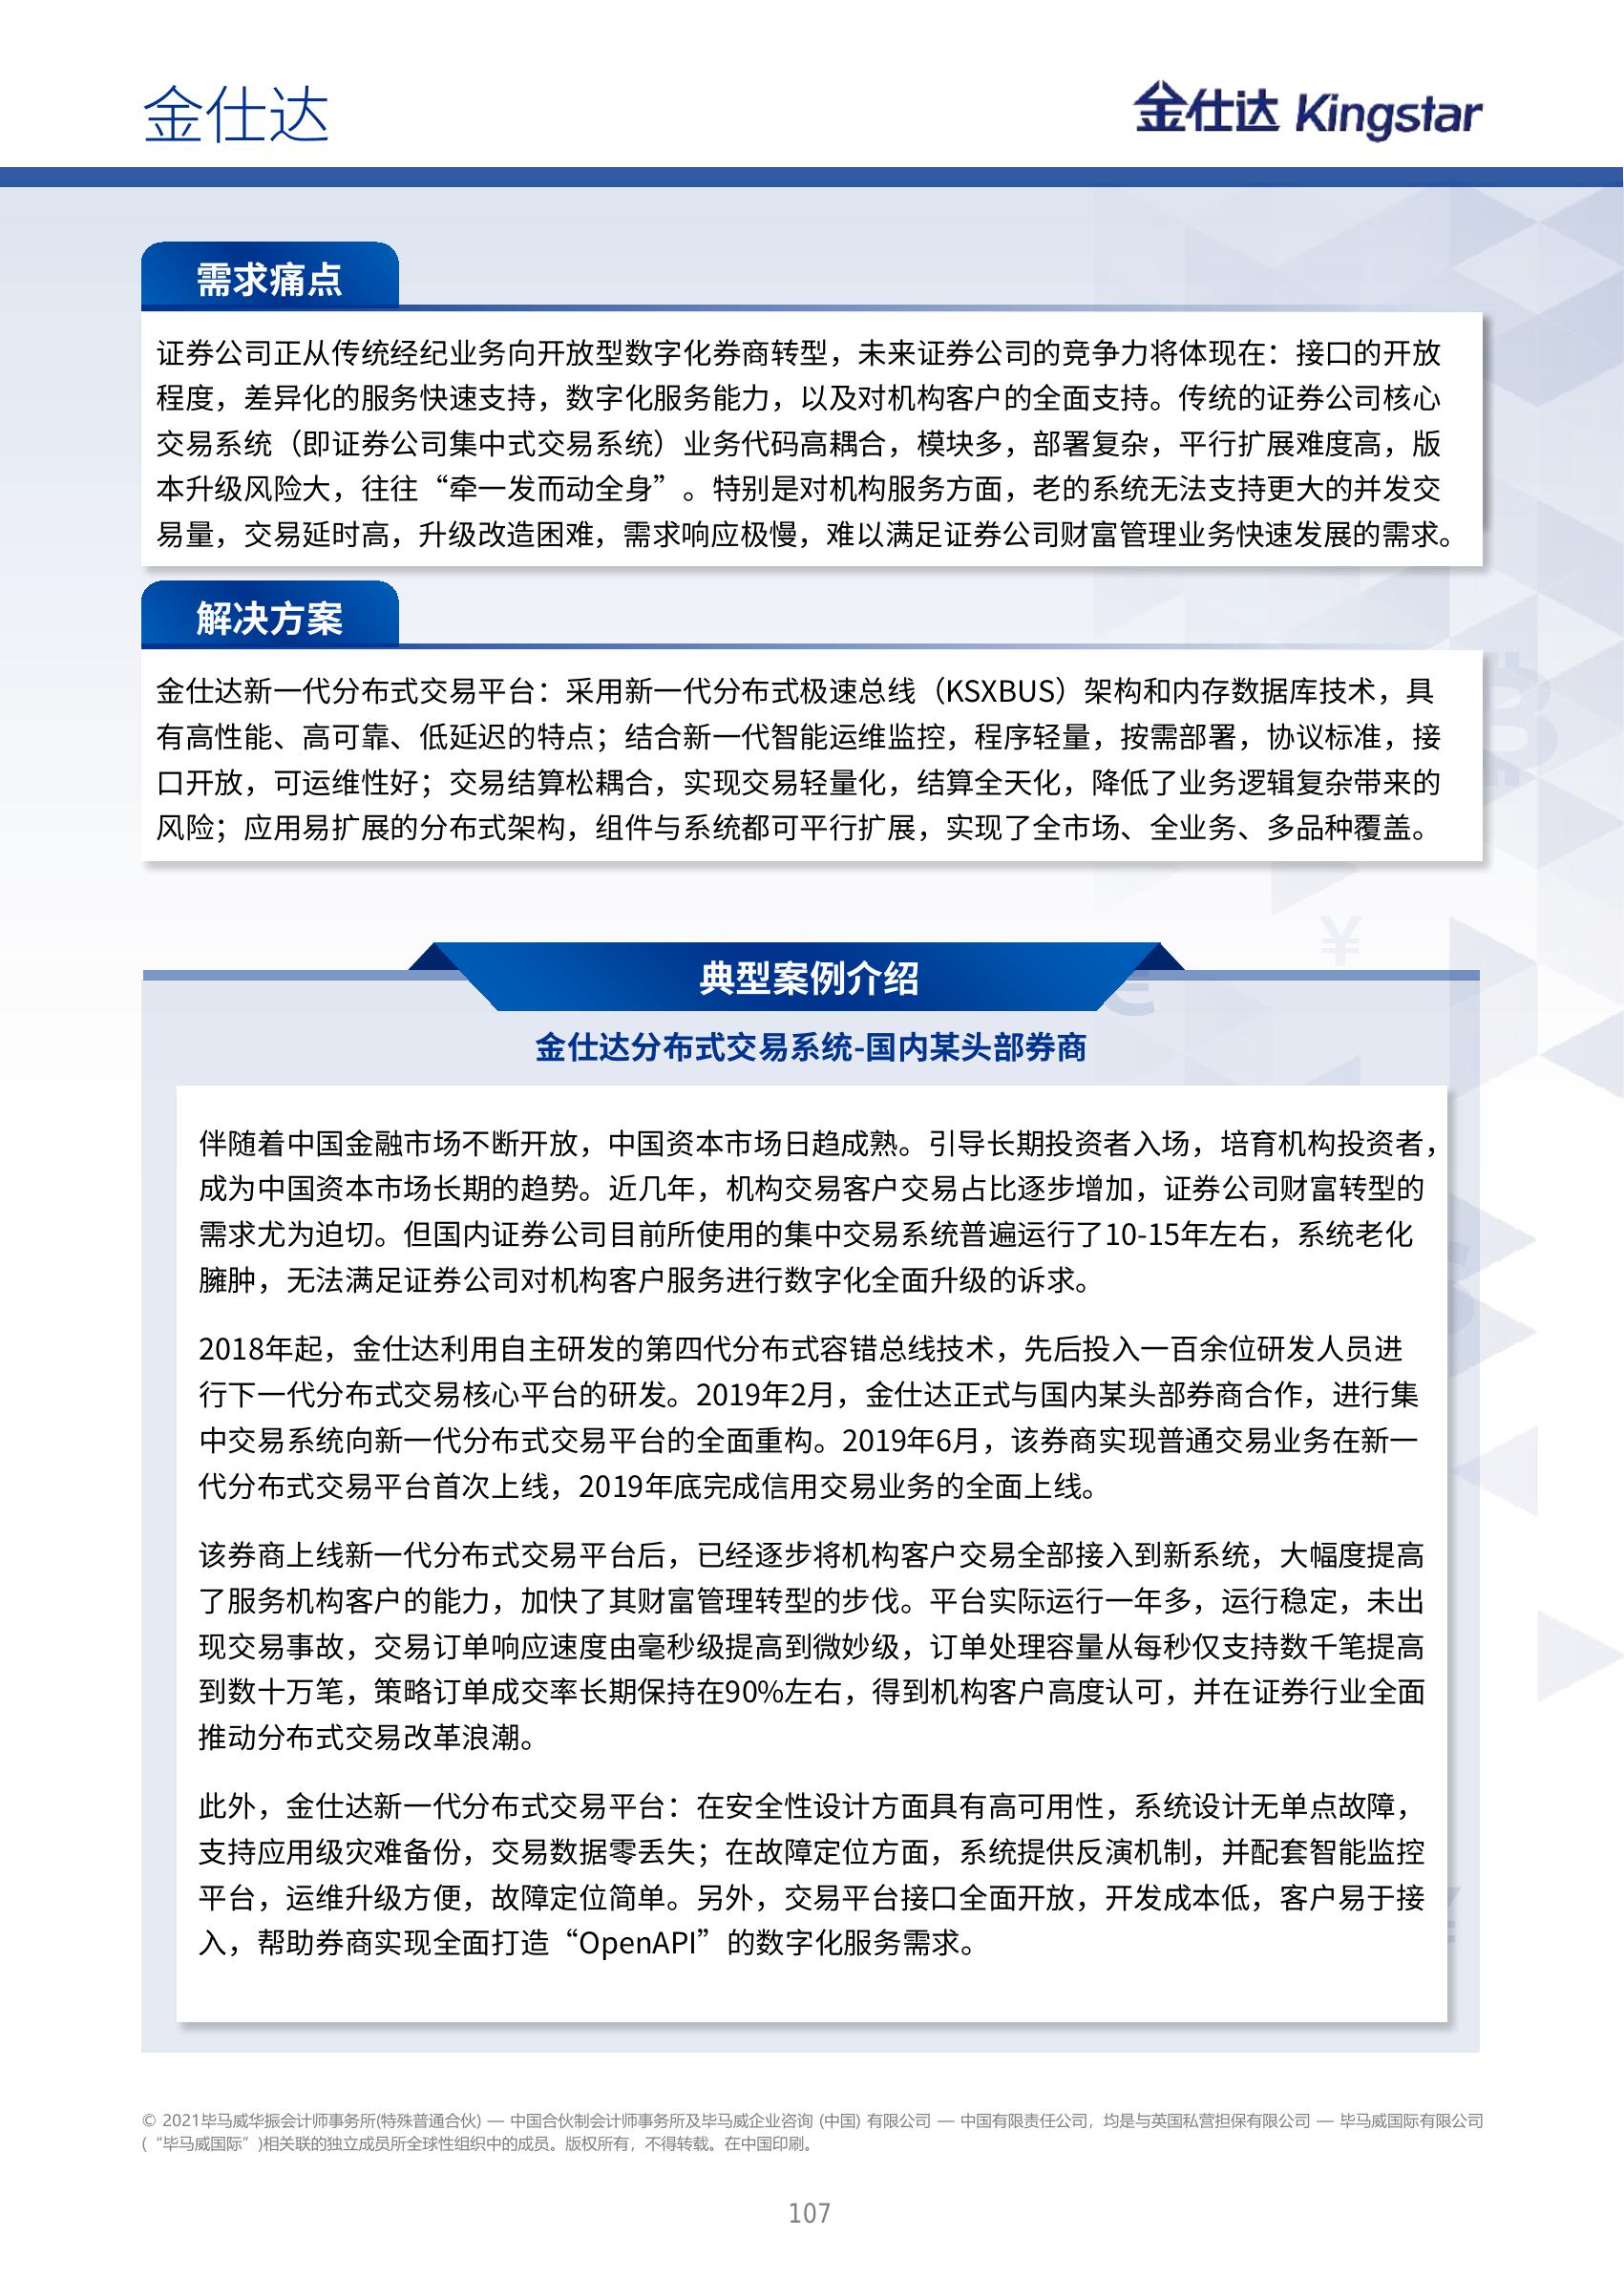 金仕达
金仕达 Kingstar
需求痛点
证券公司正从传统经纪业务向开放型数字化券商转型，未来证券公司的竞争力将体现在：接口的开放
程度，差异化的服务快速支持，数字化服务能力，以及对机构客户的全面支持。传统的证券公司核心
交易系统（即证券公司集中式交易系统）业务代码高耦合，模块多，部署复杂，平行扩展难度高，版
本升级风险大，往往“牵一发而动全身”。特别是对机构服务方面，老的系统无法支持更大的并发交
易量，交易延时高，升级改造困难，需求响应极慢，难以满足证券公司财富管理业务快速发展的需求。
解决方案
金仕达新一代分布式交易平台：采用新一代分布式极速总线（KSXBUS）架构和内存数据库技术，具
有高性能、高可靠、低延迟的特点；结合新一代智能运维监控，程序轻量，按需部署，协议标准，接
口开放，可运维性好；交易结算松耦合，实现交易轻量化，结算全天化，降低了业务逻辑复杂带来的
风险；应用易扩展的分布式架构，组件与系统都可平行扩展，实现了全市场、全业务、多品种覆盖。
典型案例介绍
金仕达分布式交易系统-国内某头部券商
伴随着中国金融市场不断开放，中国资本市场日趋成熟。引导长期投资者入场，培育机构投资者，
成为中国资本市场长期的趋势。近几年，机构交易客户交易占比逐步增加，证券公司财富转型的
需求尤为迫切。但国内证券公司目前所使用的集中交易系统普遍运行了10-15年左右，系统老化
臃肿，无法满足证券公司对机构客户服务进行数字化全面升级的诉求。
2018年起，金仕达利用自主研发的第四代分布式容错总线技术，先后投入一百余位研发人员进
行下一代分布式交易核心平台的研发。2019年2月，金仕达正式与国内某头部券商合作，进行集
中交易系统向新一代分布式交易平台的全面重构。2019年6月，该券商实现普通交易业务在新一
代分布式交易平台首次上线，2019年底完成信用交易业务的全面上线。
该券商上线新一代分布式交易平台后，已经逐步将机构客户交易全部接入到新系统，大幅度提高
了服务机构客户的能力，加快了其财富管理转型的步伐。平台实际运行一年多，运行稳定，未出
现交易事故，交易订单响应速度由毫秒级提高到微妙级，订单处理容量从每秒仅支持数千笔提高
到数十万笔，策略订单成交率长期保持在90%左右，得到机构客户高度认可，并在证券行业全面
推动分布式交易改革浪潮。
此外，金仕达新一代分布式交易平台：在安全性设计方面具有高可用性，系统设计无单点故障，
支持应用级灾难备份，交易数据零丢失；在故障定位方面，系统提供反演机制，并配套智能监控
平台，运维升级方便，故障定位简单。另外，交易平台接口全面开放，开发成本低，客户易于接
入，帮助券商实现全面打造“OpenAPI”的数字化服务需求。
© 2021毕马威华振会计师事务所(特殊普通合伙) — 中国合伙制会计师事务所及毕马威企业咨询 (中国) 有限公司 — 中国有限责任公司，均是与英国私营担保有限公司 — 毕马威国际有限公司
(“毕马威国际”)相关联的独立成员所全球性组织中的成员。版权所有，不得转载。在中国印刷。
107